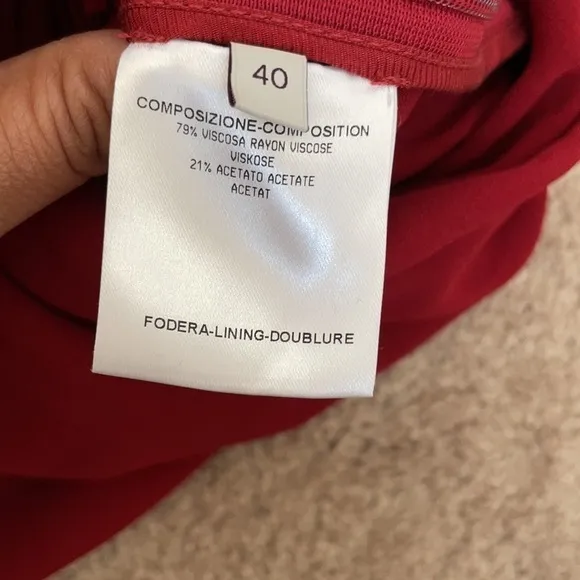 40
COMPOSIZIONE-COMPOSITION
79% VISCOSA RAYON VISCOSE
VISKOSE
21% ACETATO ACETATE
ACETAT
FODERA-LINING-DOUBLURE